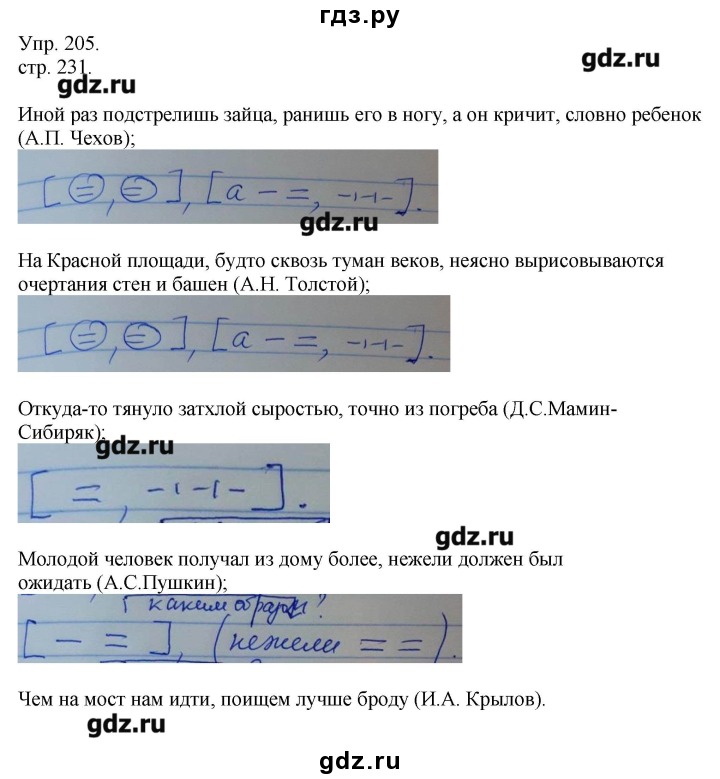 гдз.ру
Упр. 205.
gdz.ru
стр. 231.
gdz.ru
Иной раз подстрелишь зайца, ранишь его в ногу, а он кричит, словно ребенок
(А.П. Чехов);
[ =, = ], [ а – =, –·–·– ].
gdz.ru
На Красной площади, будто сквозь туман веков, неясно вырисовываются
очертания стен и башен (А.Н. Толстой);
[ =, = ], [ а – =, –·–·– ].
Откуда-то тянуло затхлой сыростью, точно из погреба (Д.С.Мамин-
Сибиряк);
gdz.ru
[ =, –·–·– ].
gdz.ru
Молодой человек получал из дому более, нежели должен был
ожидать (А.С.Пушкин);
каким образом?
[ – = ], (нежели = =).
Чем на мост нам идти, поищем лучше броду (И.А. Крылов).
gdz.ru
gdz.ru